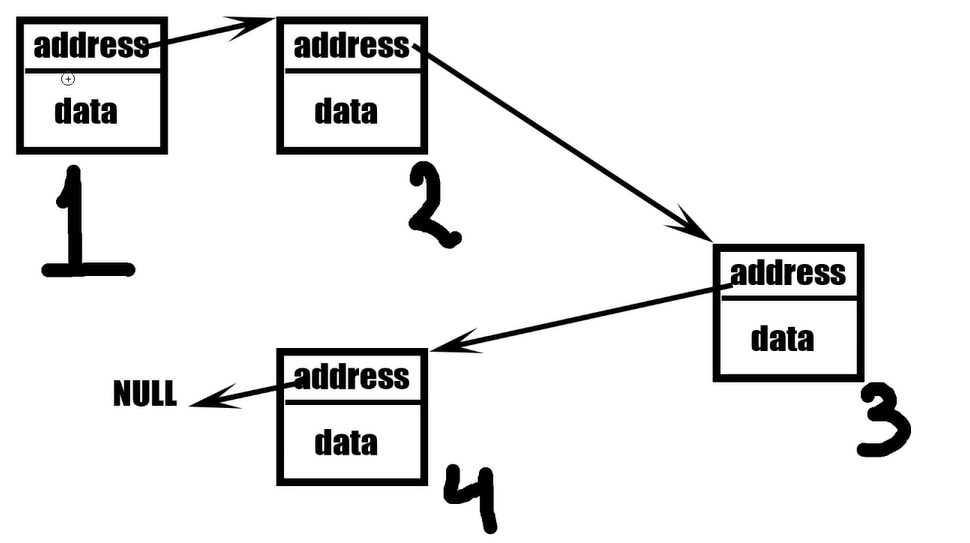 address
data
1
address
data
2
address
data
3
address
data
4
NULL